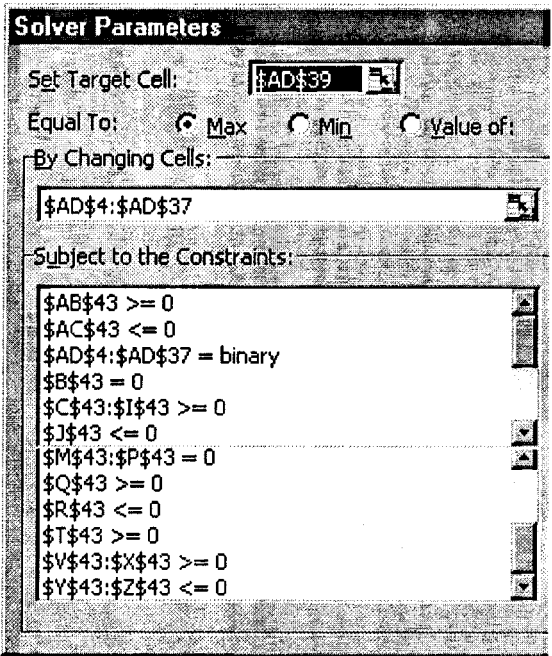 Solver Parameters
Set Target Cell: $AD$39
Equal To: Max Min Value of:
By Changing Cells:
$AD$4:$AD$37
Subject to the Constraints:
$AB$43 >= 0
$AC$43 <= 0
$AD$4:$AD$37 = binary
$B$43 = 0
$C$43:$I$43 >= 0
$J$43 <= 0
$M$43:$P$43 = 0
$Q$43 >= 0
$R$43 <= 0
$T$43 >= 0
$V$43:$X$43 >= 0
$Y$43:$Z$43 <= 0